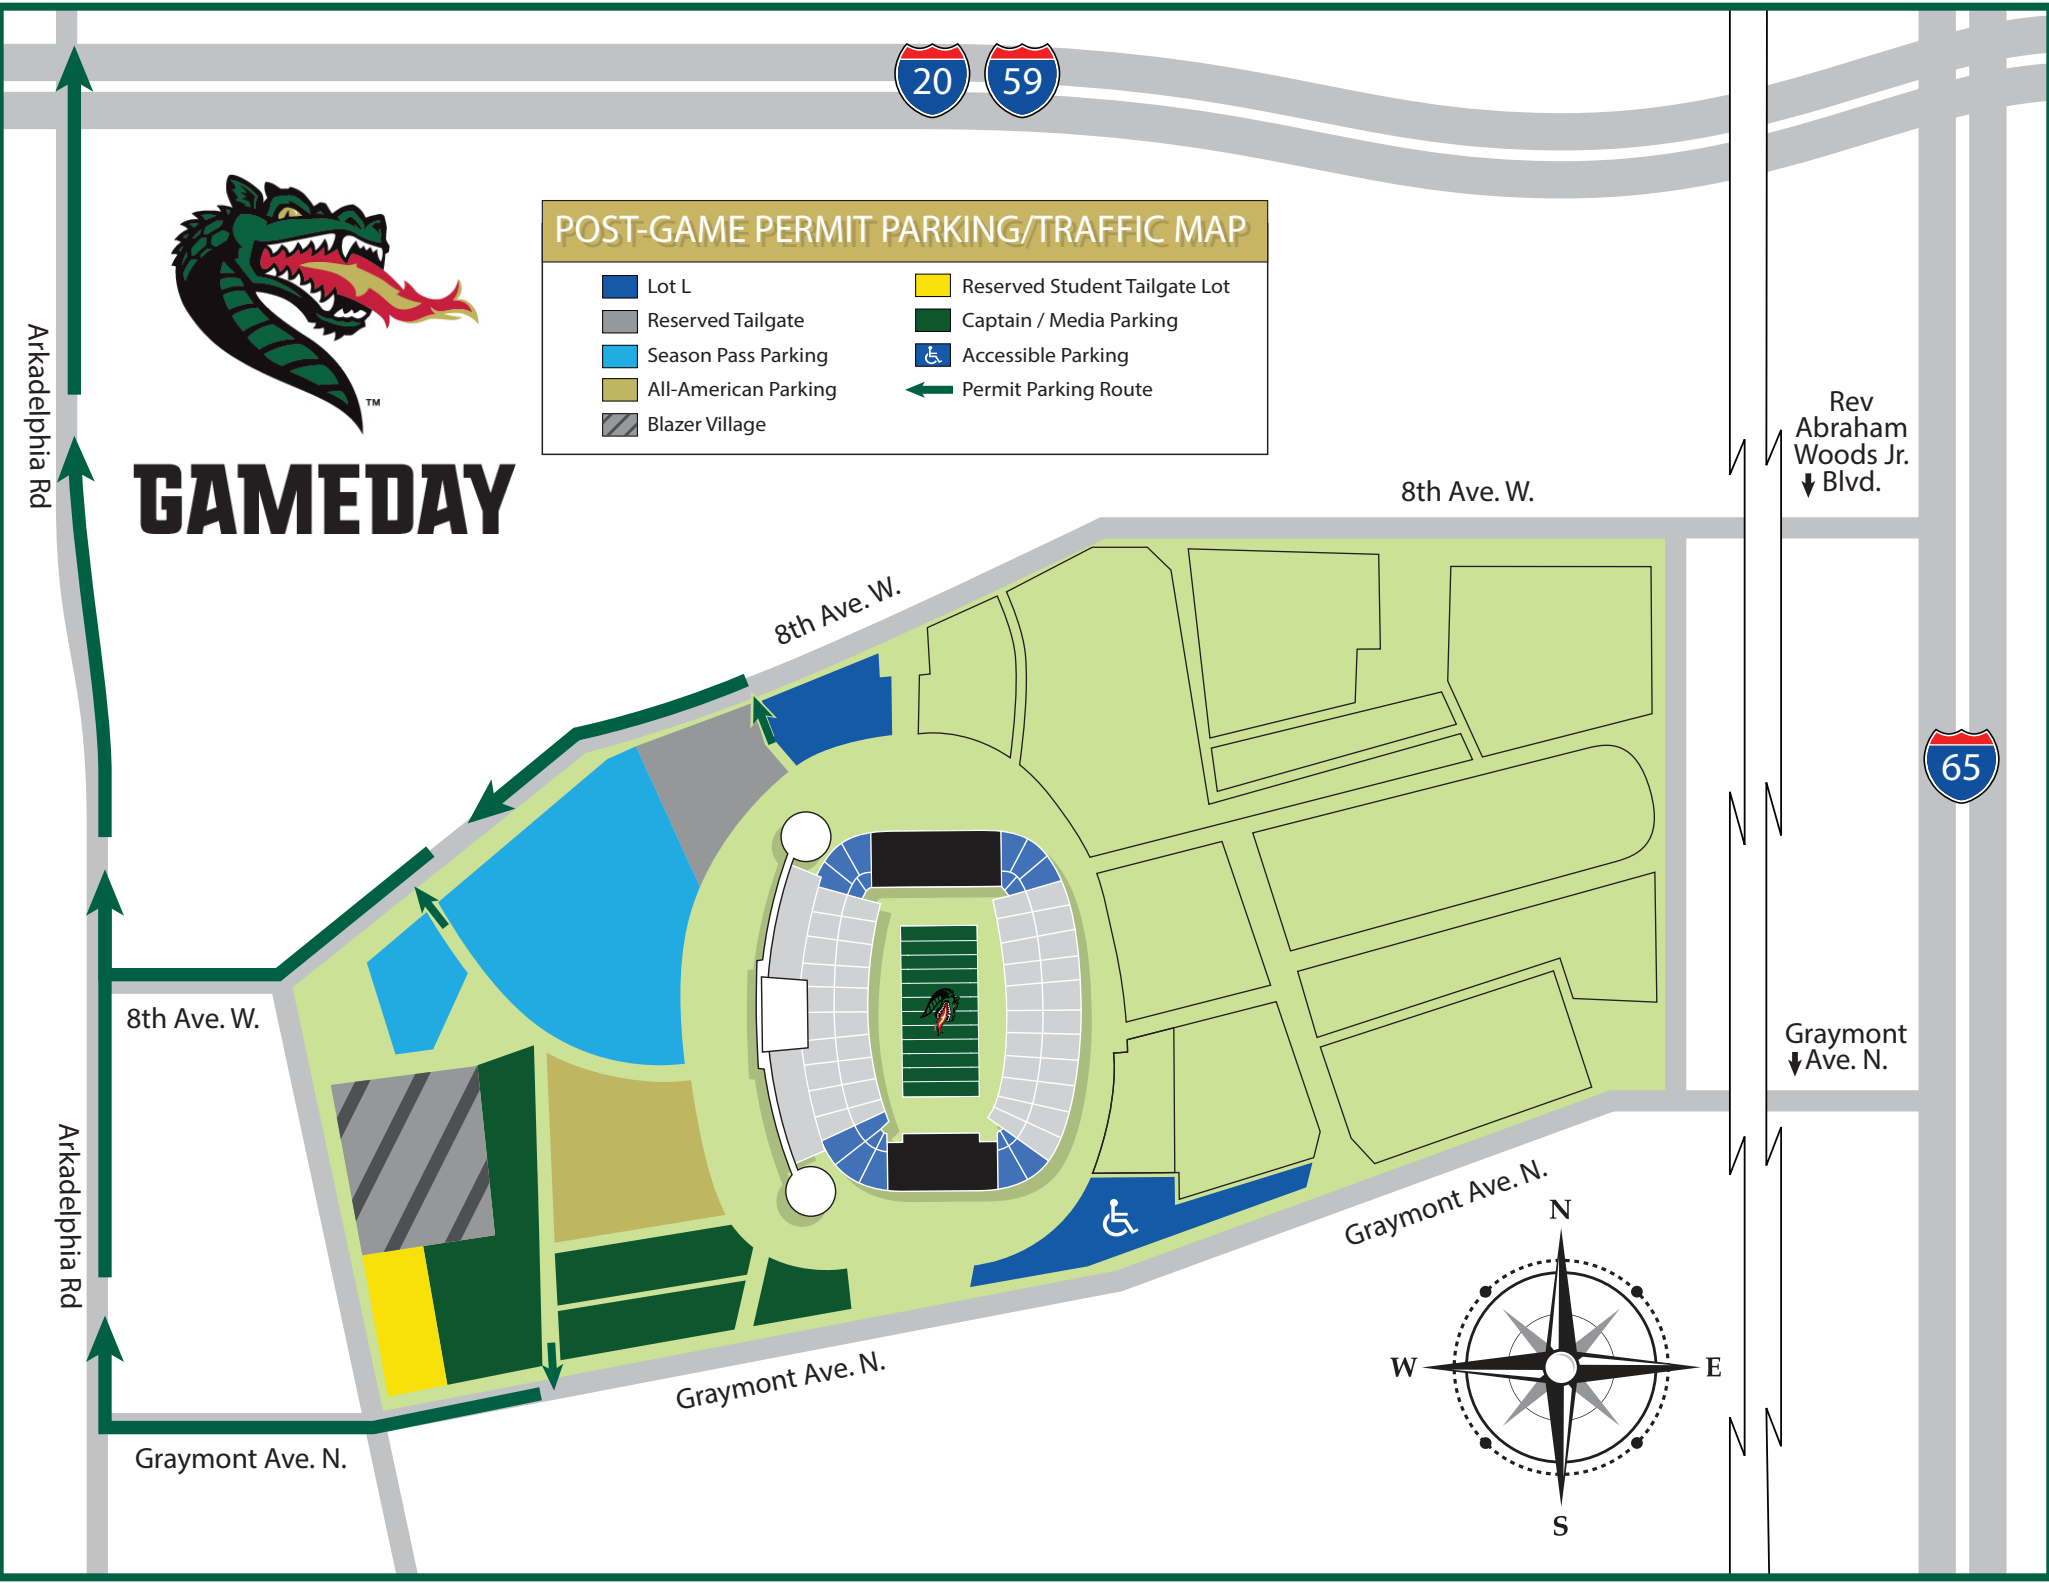 20
59
POST-GAME PERMIT PARKING/TRAFFIC MAP
Lot L
Reserved Tailgate
Season Pass Parking
All-American Parking
Blazer Village
Reserved Student Tailgate Lot
Captain / Media Parking
Accessible Parking
Permit Parking Route
TM
GAMEDAY
Arkadelphia Rd
Rev
Abraham
Woods Jr.
Blvd.
8th Ave. W.
8th Ave. W.
65
8th Ave. W.
Graymont
Ave. N.
Arkadelphia Rd
Graymont Ave. N.
Graymont Ave. N.
Graymont Ave. N.
N
W
E
S